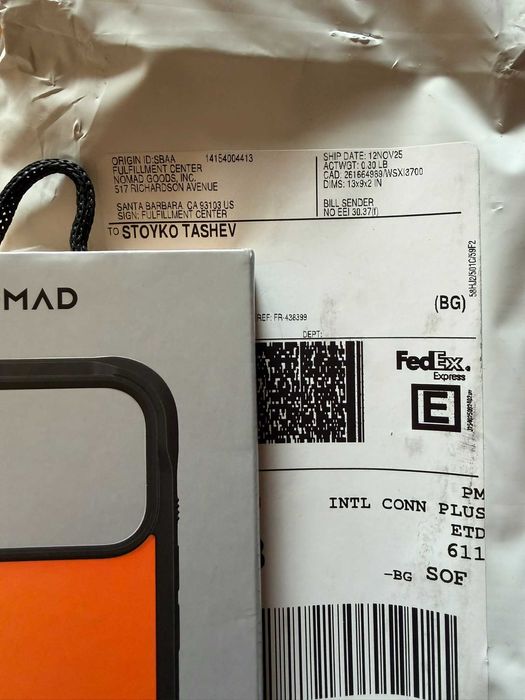 ORIGIN ID:SBAA 14154004413
FULFILLMENT CENTER
NOMAD GOODS, INC.
517 RICHARDSON AVENUE
SANTA BARBARA, CA 93103 US
SIGN: FULFILLMENT CENTER
SHIP DATE: 12NOV25
ACTWGT: 0.30 LB
CAD: 261664989/WSXI3700
DIMS: 13x9x2 IN
BILL SENDER
NO EEI 30.37(f)
TO STOYKO TASHEV
MAD
(BG)
REF: FR-438399
DEPT:
FedEx
Express
E
PM
INTL CONN PLUS
ETD
611
-BG SOF